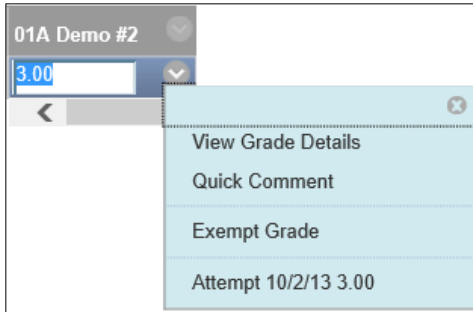 01A Demo #2
3.00
View Grade Details
Quick Comment
Exempt Grade
Attempt 10/2/13 3.00